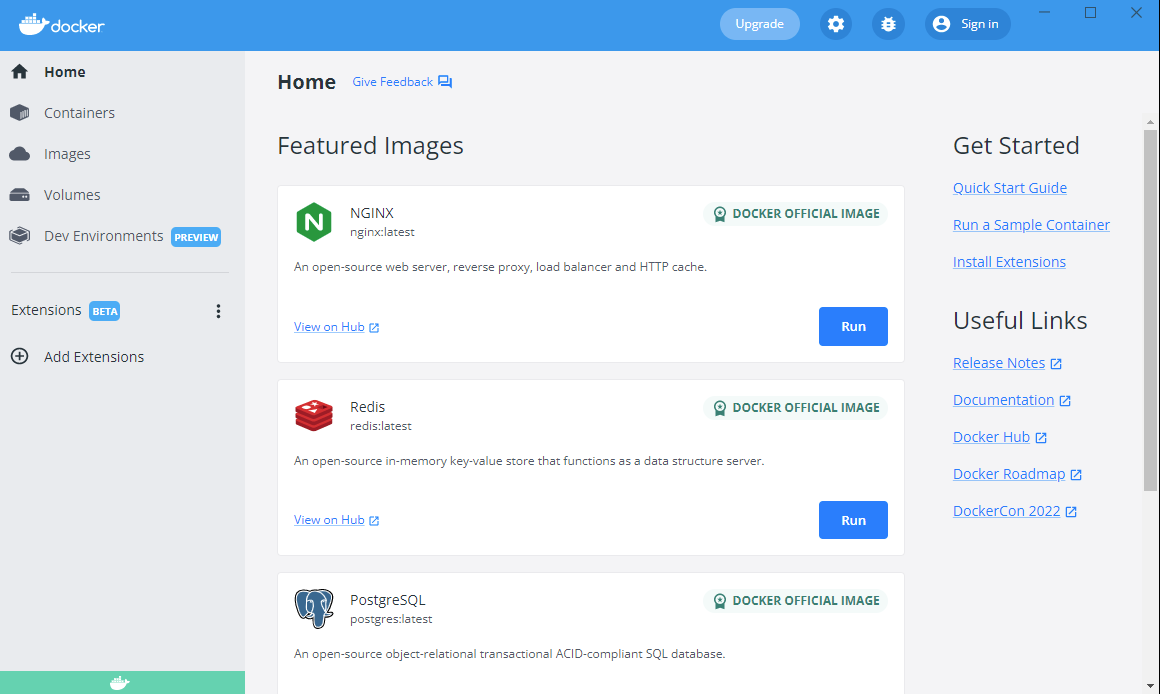 docker
Upgrade
Sign in
Home
Containers
Images
Volumes
Dev Environments PREVIEW
Extensions BETA
Add Extensions
Home Give Feedback
Featured Images
NGINX
nginx:latest
DOCKER OFFICIAL IMAGE
An open-source web server, reverse proxy, load balancer and HTTP cache.
View on Hub
Run
Redis
redis:latest
DOCKER OFFICIAL IMAGE
An open-source in-memory key-value store that functions as a data structure server.
View on Hub
Run
PostgreSQL
postgres:latest
DOCKER OFFICIAL IMAGE
An open-source object-relational transactional ACID-compliant SQL database.
Get Started
Quick Start Guide
Run a Sample Container
Install Extensions
Useful Links
Release Notes
Documentation
Docker Hub
Docker Roadmap
DockerCon 2022